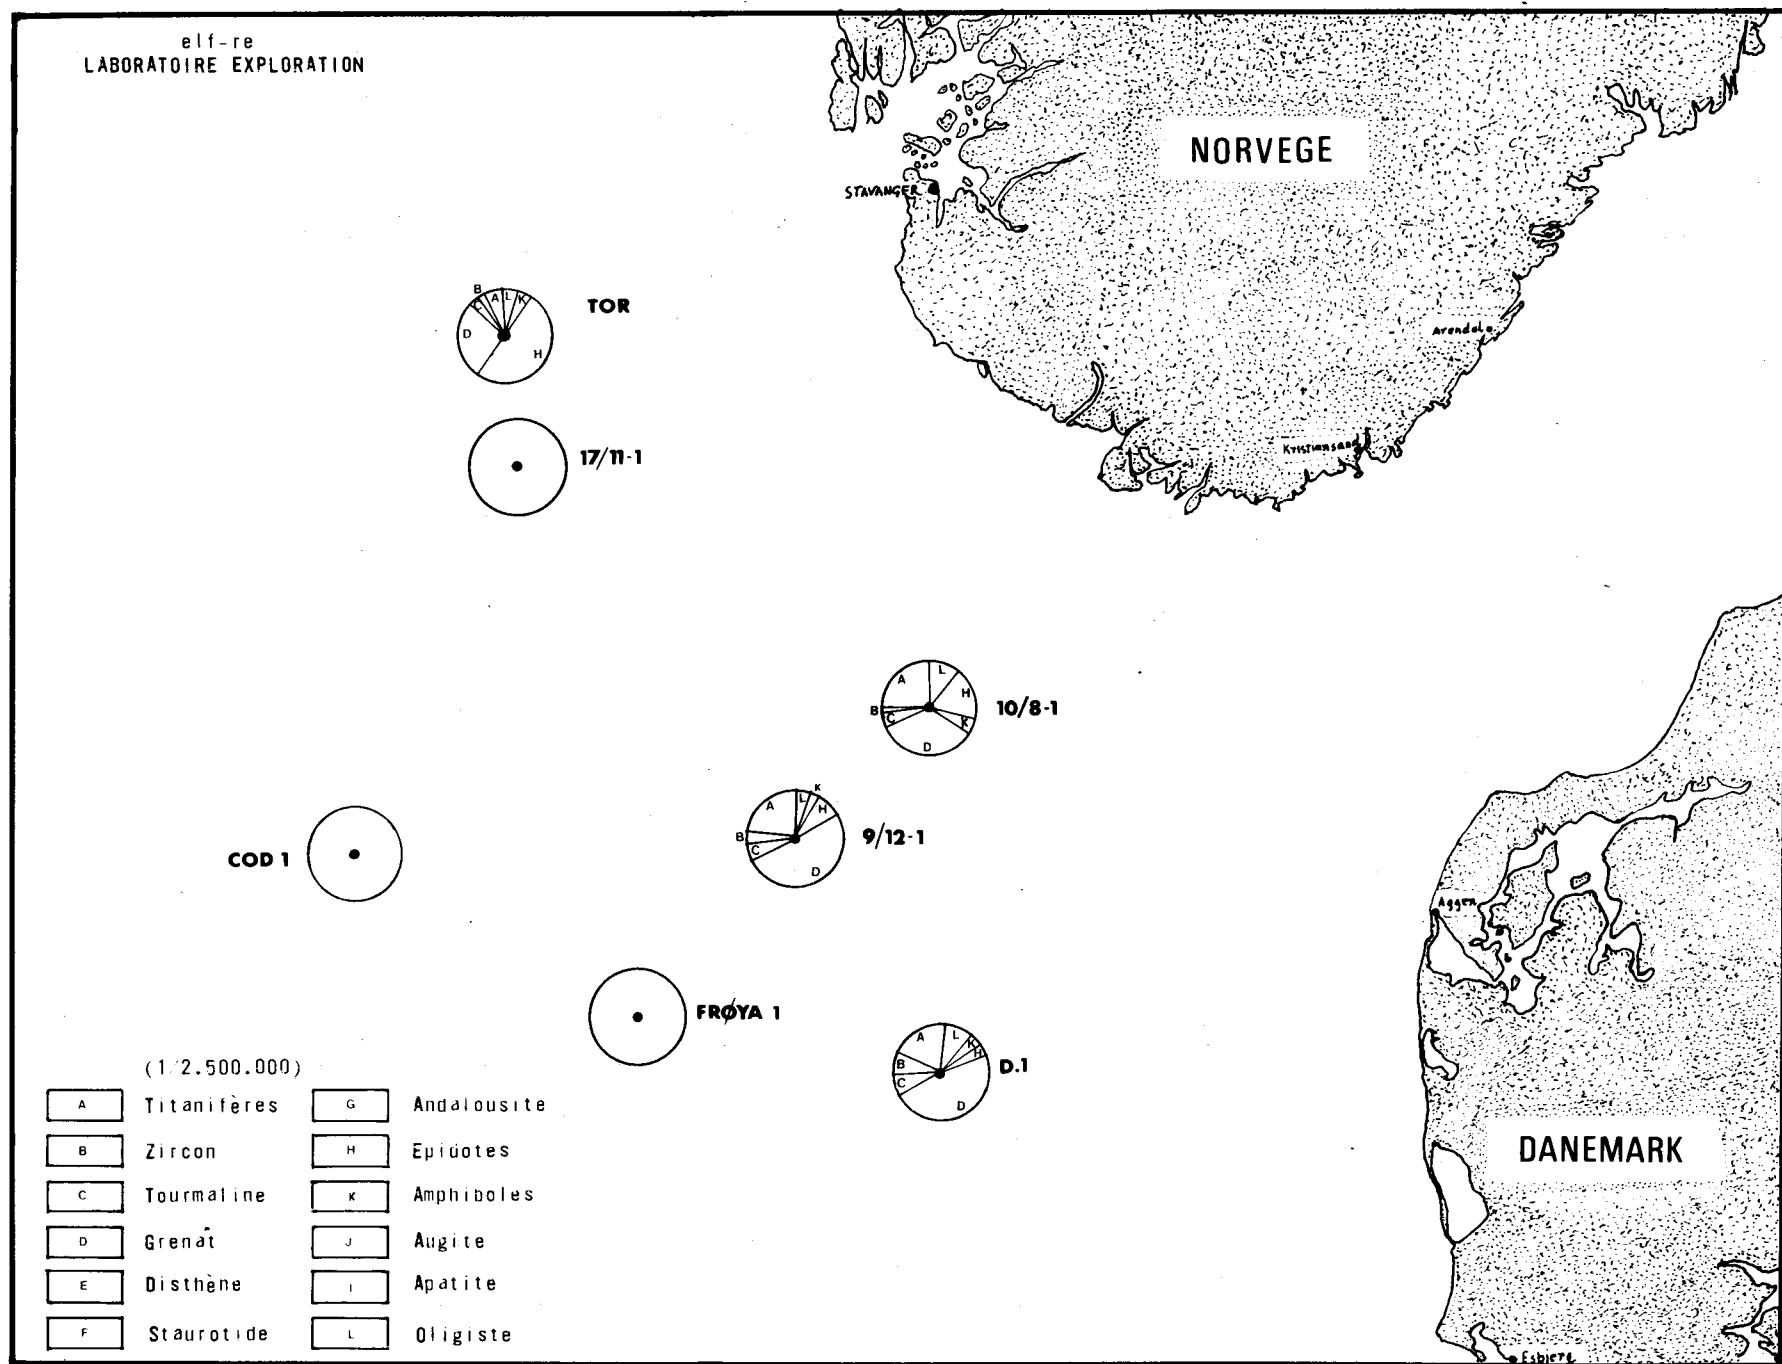 elf-re
LABORATOIRE EXPLORATION
NORVEGE
STAVANGER
Arendal
Kristiansand
B
C
A
L
K
D
H
TOR
17/11-1
A
L
H
B
C
K
D
10/8-1
A
L
K
H
B
C
D
9/12-1
COD 1
FRØYA 1
A
L
K
H
B
C
D
D.1
Aggen
DANEMARK
Esbjerg
(1/2.500.000)
A Titanifères
B Zircon
C Tourmaline
D Grenat
E Disthène
F Staurotide
G Andalousite
H Epidotes
K Amphiboles
J Augite
I Apatite
L Oligiste